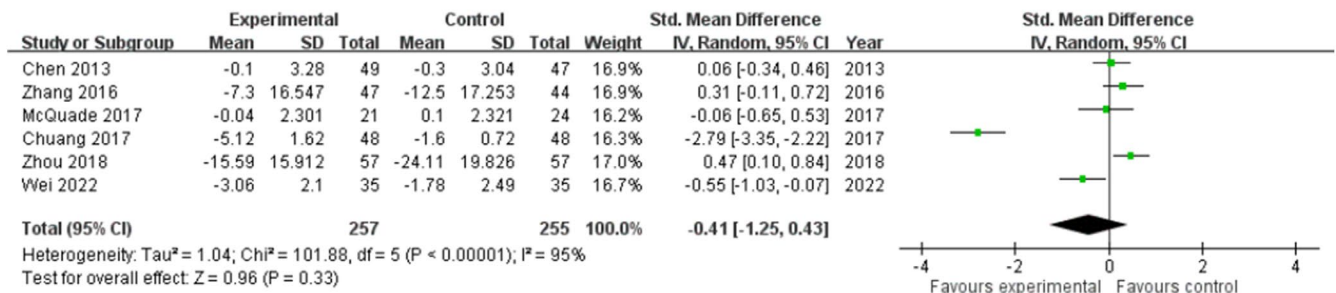 Experimental Control Std. Mean Difference Std. Mean Difference
Study or Subgroup Mean SD Total Mean SD Total Weight IV, Random, 95% CI Year IV, Random, 95% CI
Chen 2013 -0.1 3.28 49 -0.3 3.04 47 16.9% 0.06 [-0.34, 0.46] 2013
Zhang 2016 -7.3 16.547 47 -12.5 17.253 44 16.9% 0.31 [-0.11, 0.72] 2016
McQuade 2017 -0.04 2.301 21 0.1 2.321 24 16.2% -0.06 [-0.65, 0.53] 2017
Chuang 2017 -5.12 1.62 48 -1.6 0.72 48 16.3% -2.79 [-3.35, -2.22] 2017
Zhou 2018 -15.59 15.912 57 -24.11 19.826 57 17.0% 0.47 [0.10, 0.84] 2018
Wei 2022 -3.06 2.1 35 -1.78 2.49 35 16.7% -0.55 [-1.03, -0.07] 2022
Total (95% CI) 257 255 100.0% -0.41 [-1.25, 0.43]
Heterogeneity: Tau² = 1.04; Chi² = 101.88, df = 5 (P < 0.00001); I² = 95%
Test for overall effect: Z = 0.96 (P = 0.33)
-4 -2 0 2 4
Favours experimental Favours control